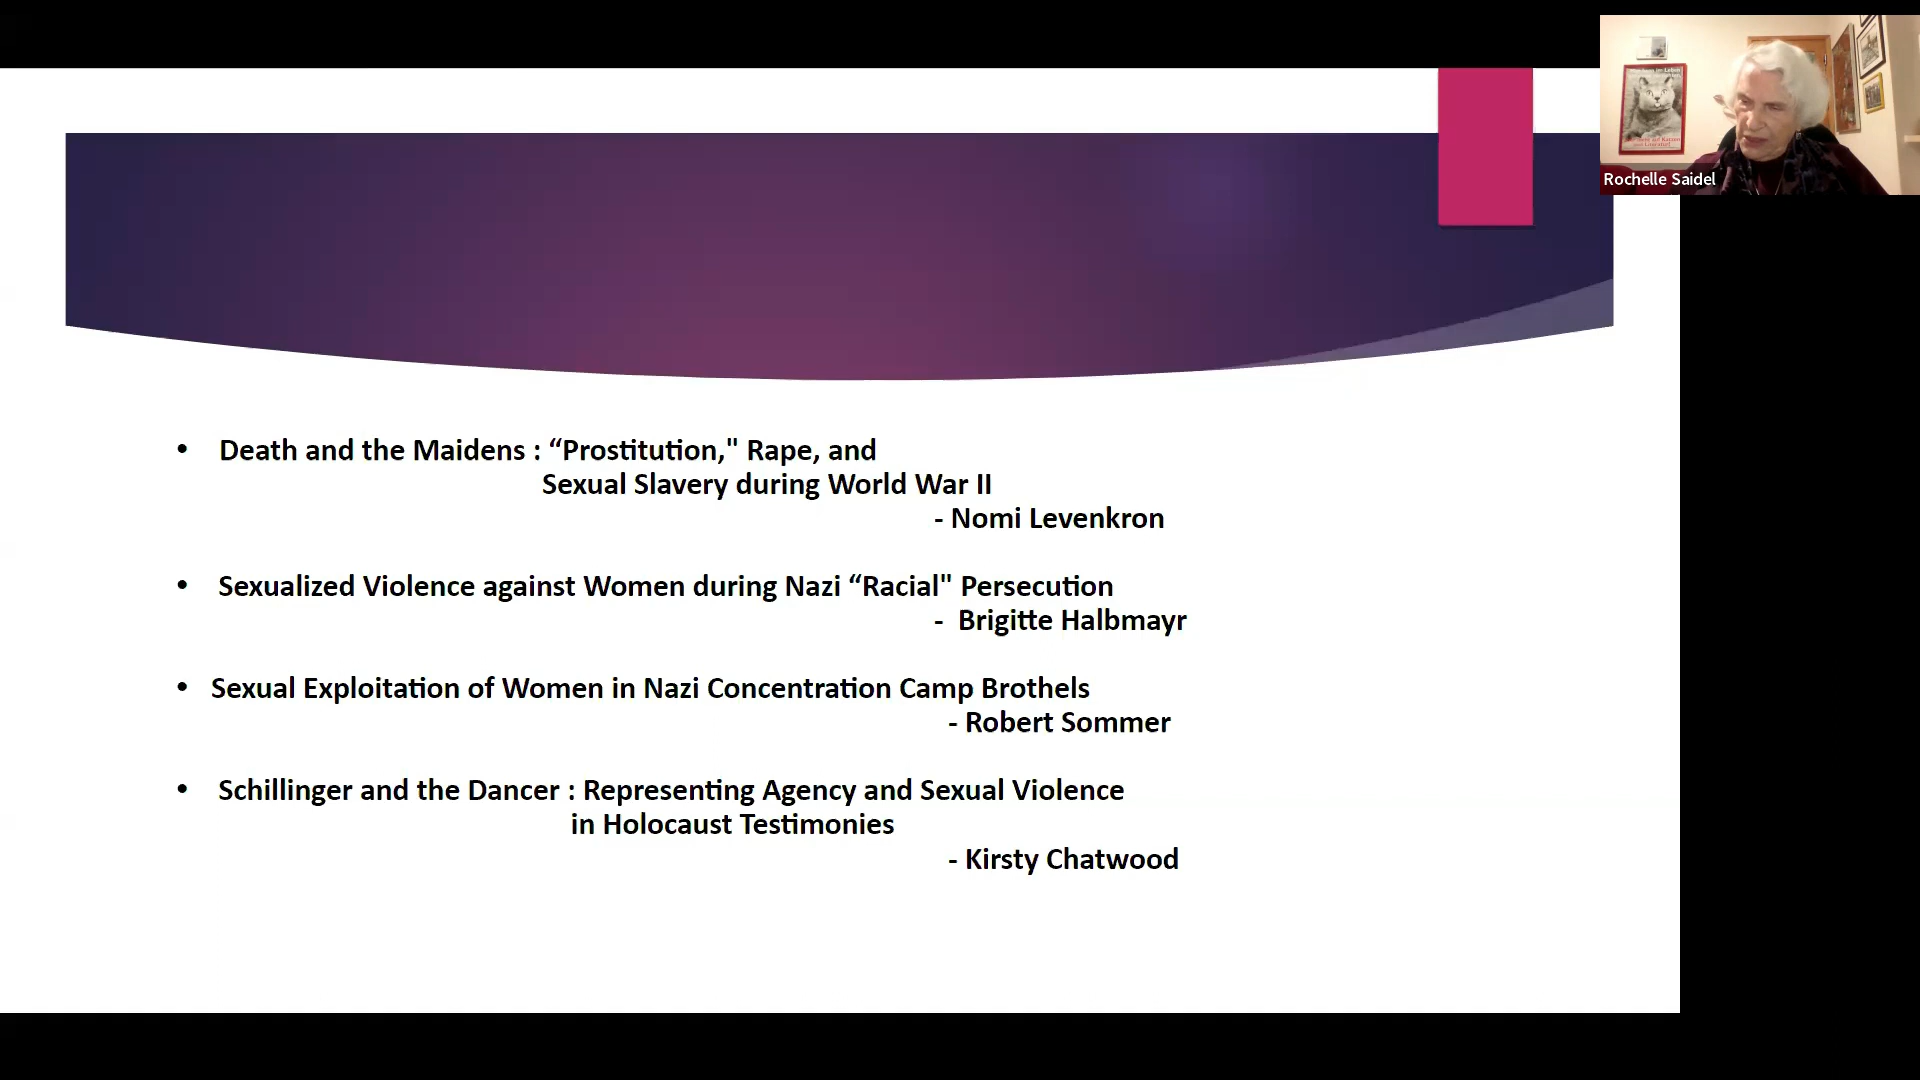 Rochelle Saidel
• Death and the Maidens : “Prostitution," Rape, and
Sexual Slavery during World War II
- Nomi Levenkron
• Sexualized Violence against Women during Nazi “Racial" Persecution
- Brigitte Halbmayr
• Sexual Exploitation of Women in Nazi Concentration Camp Brothels
- Robert Sommer
• Schillinger and the Dancer : Representing Agency and Sexual Violence
in Holocaust Testimonies
- Kirsty Chatwood